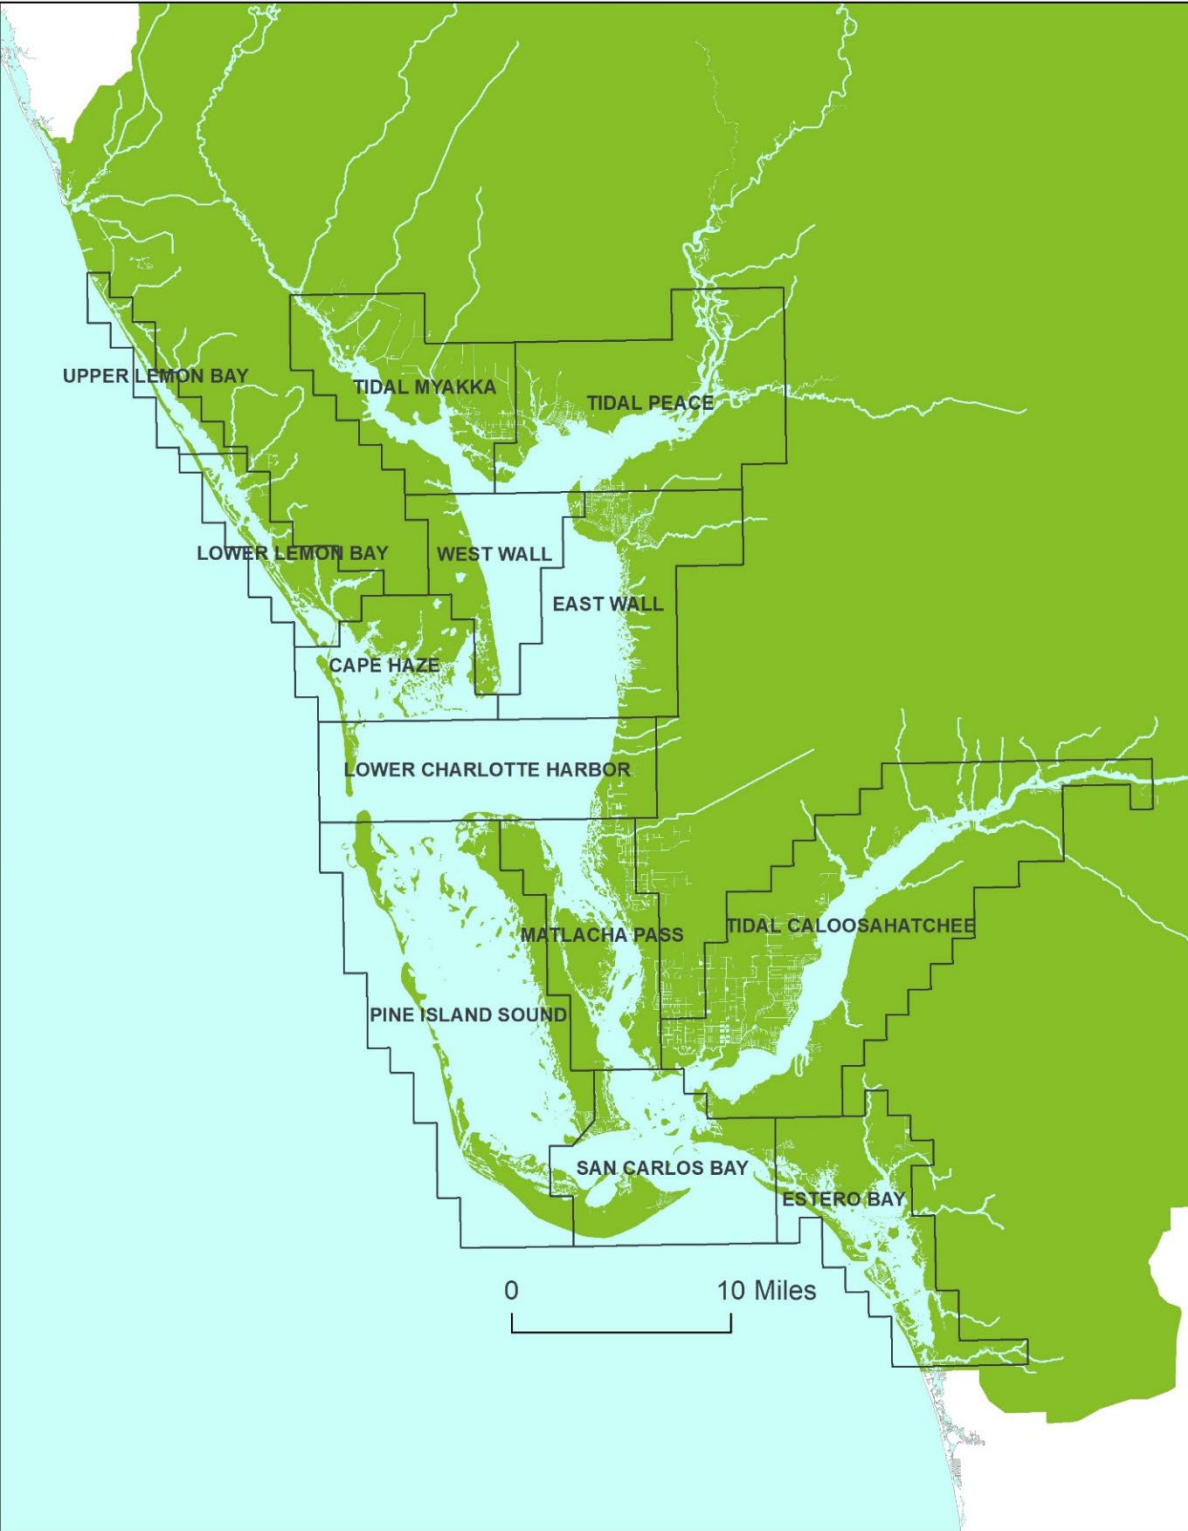 UPPER LEMON BAY
TIDAL MYAKKA
TIDAL PEACE
LOWER LEMON BAY
WEST WALL
EAST WALL
CAPE HAZE
LOWER CHARLOTTE HARBOR
MATLACHA PASS
TIDAL CALOOSAHATCHEE
PINE ISLAND SOUND
SAN CARLOS BAY
ESTERO BAY
0 10 Miles